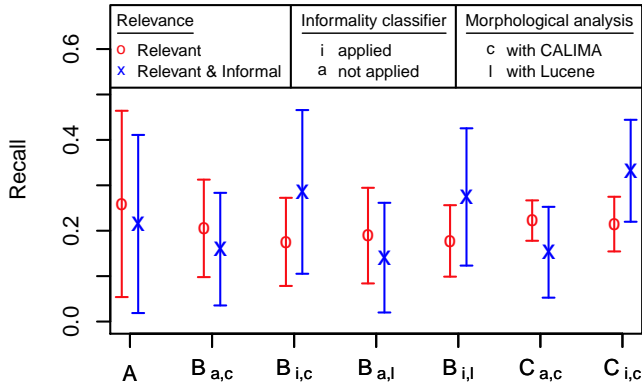 Relevance Informality classifier Morphological analysis
o Relevant i applied c with CALIMA
x Relevant & Informal a not applied l with Lucene
Recall
0.6
0.4
0.2
0.0
A B a,c B i,c B a,l B i,l C a,c C i,c